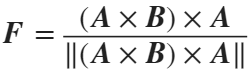 F = (A × B) × A / ‖(A × B) × A‖